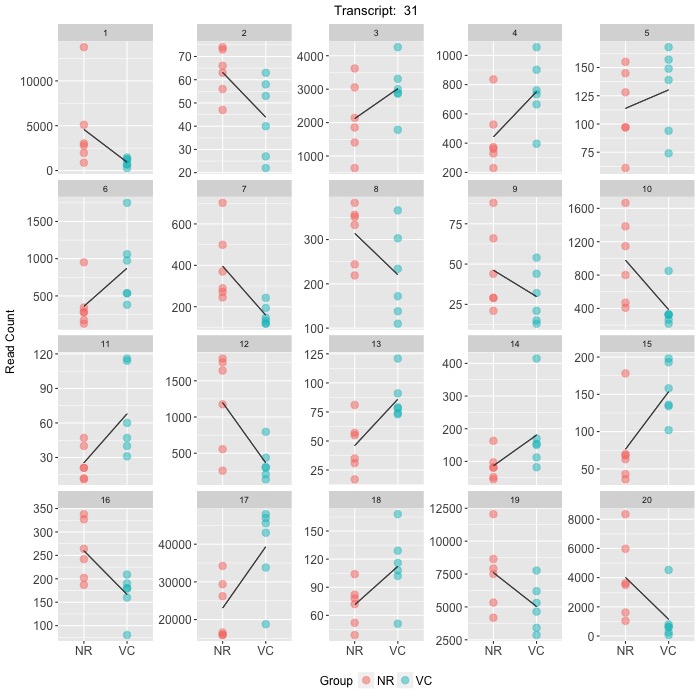 Transcript: 31
1 2 3 4 5
10000 5000 0
70 60 50 40 30 20
4000 3000 2000 1000
1000 800 600 400 200
150 125 100 75
6 7 8 9 10
1500 1000 500
600 400 200
300 200 100
75 50 25
1600 1200 800 400
Read Count
11 12 13 14 15
120 90 60 30
1500 1000 500
125 100 75 50 25
400 300 200 100
200 150 100 50
16 17 18 19 20
350 300 250 200 150 100
40000 30000 20000
150 120 90 60
12500 10000 7500 5000 2500
8000 6000 4000 2000 0
NR VC NR VC NR VC NR VC NR VC
Group NR VC